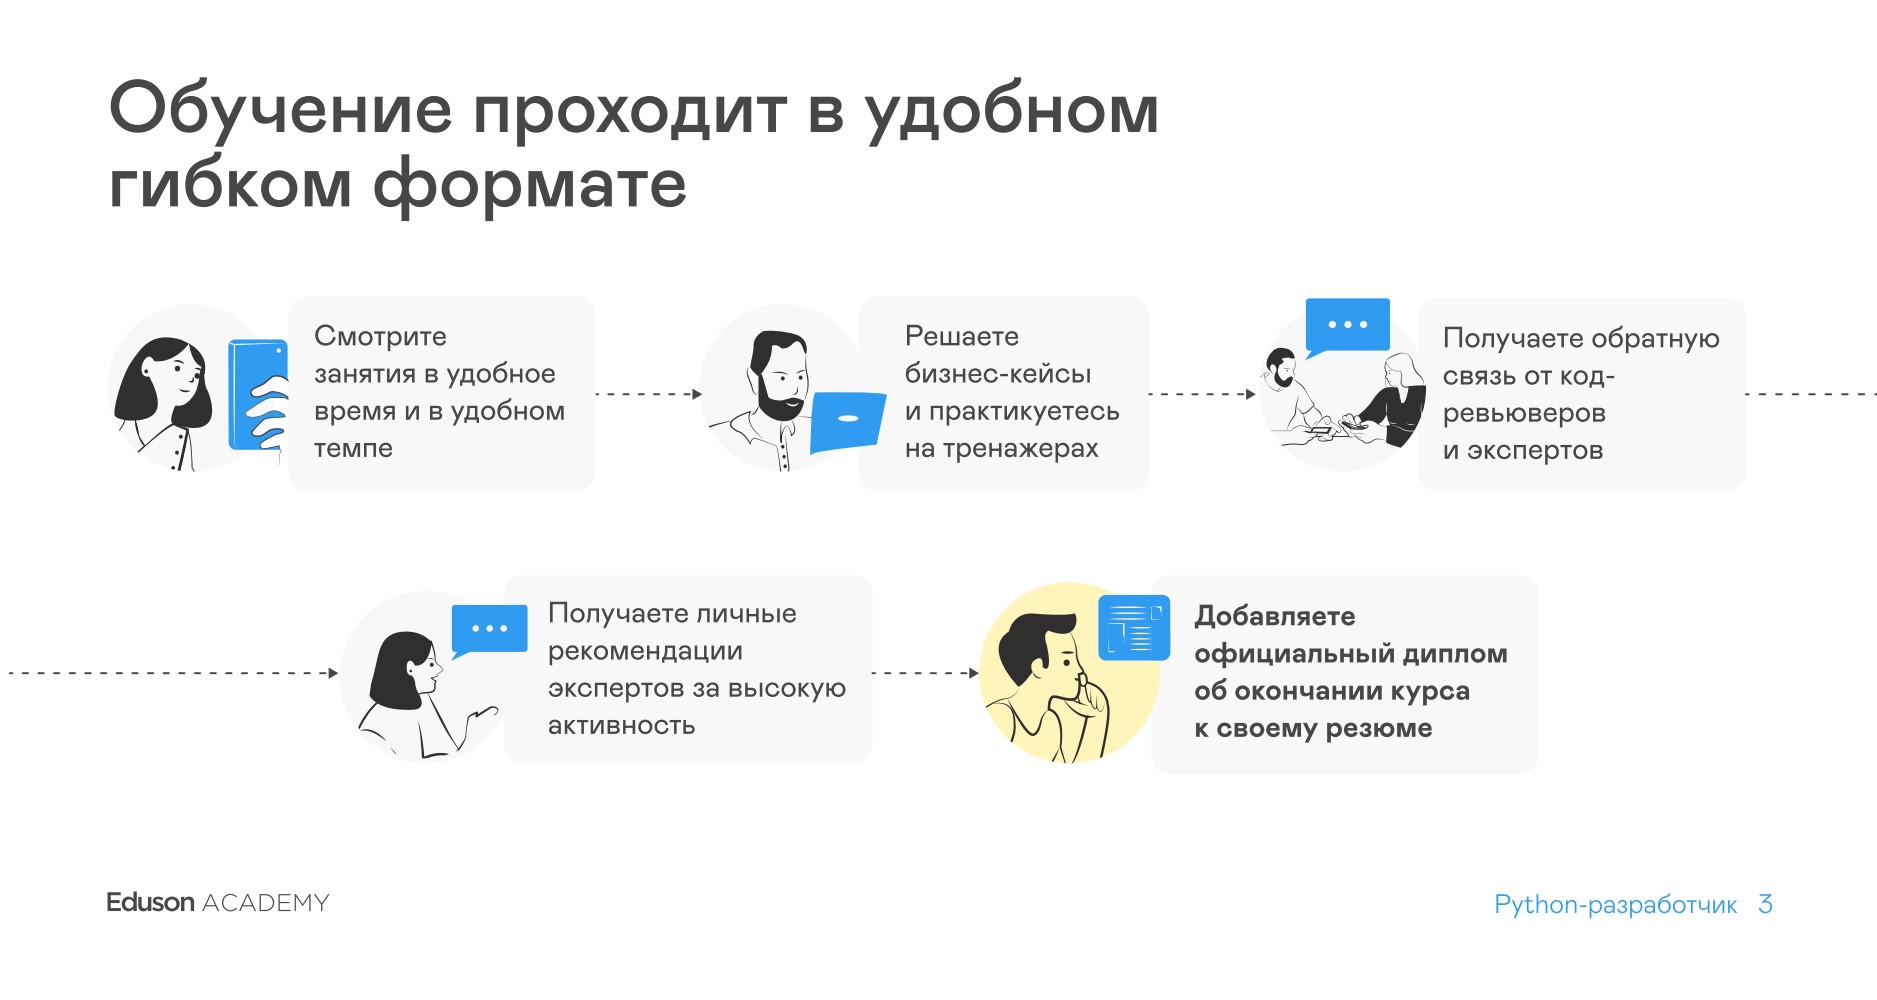 Обучение проходит в удобном
гибком формате
Смотрите
занятия в удобное
время и в удобном
темпе
Решаете
бизнес-кейсы
и практикуетесь
на тренажерах
Получаете обратную
связь от код-
ревьюверов
и экспертов
Получаете личные
рекомендации
экспертов за высокую
активность
Добавляете
официальный диплом
об окончании курса
к своему резюме
Eduson ACADEMY
Python-разработчик 3